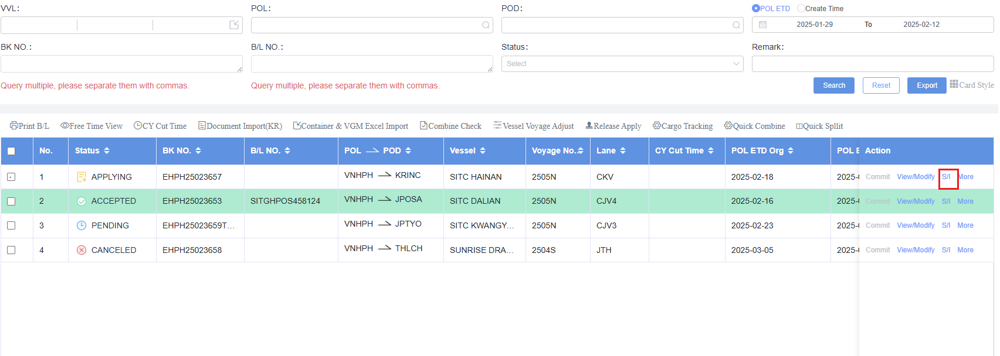 VVL:
POL:
POD:
POL ETD Create Time
2025-01-29 To 2025-02-12
BK NO.:
B/L NO.:
Status:
Remark:
Select
Query multiple, please separate them with commas.
Query multiple, please separate them with commas.
Search Reset Export Card Style
Print B/L Free Time View CY Cut Time Document Import(KR) Container & VGM Excel Import Combine Check Vessel Voyage Adjust Release Apply Cargo Tracking Quick Combine Quick Spllit
No. Status BK NO. B/L NO. POL POD Vessel Voyage No. Lane CY Cut Time POL ETD Org POL E Action
1 APPLYING EHPH25023657 VNHPH KRINC SITC HAINAN 2505N CKV 2025-02-18 2025-0 Commit View/Modify S/I More
2 ACCEPTED EHPH25023653 SITGHPOS458124 VNHPH JPOSA SITC DALIAN 2505N CJV4 2025-02-16 2025-0 Commit View/Modify S/I More
3 PENDING EHPH25023659T... VNHPH JPTYO SITC KWANGY... 2505N CJV3 2025-02-23 2025-0 Commit View/Modify S/I More
4 CANCELED EHPH25023658 VNHPH THLCH SUNRISE DRA... 2504S JTH 2025-03-05 2025-0 Commit View/Modify S/I More